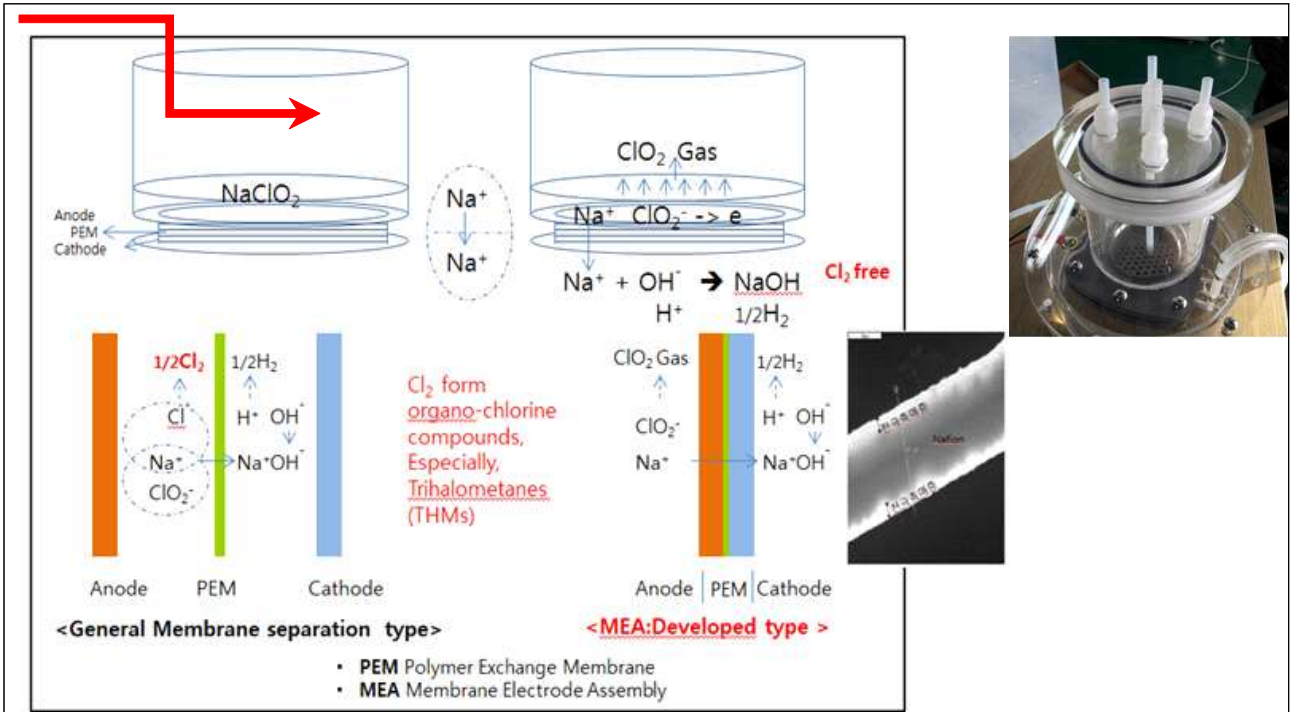 NaClO₂
Anode
PEM
Cathode
Na⁺
Na⁺
ClO₂ Gas
Na⁺ ClO₂⁻ -> e
Na⁺ + OH⁻ ➔ NaOH
H⁺ 1/2H₂
Cl₂ free
1/2Cl₂ 1/2H₂
Cl⁻ H⁺ OH⁻
Na⁺ Na⁺OH⁻
ClO₂⁻
Anode PEM Cathode
<General Membrane separation type>
Cl₂ form
organo-chlorine
compounds,
Especially,
Trihalometanes
(THMs)
ClO₂ Gas 1/2H₂
ClO₂⁻ H⁺ OH⁻
Na⁺ Na⁺OH⁻
Anode PEM Cathode
<MEA:Developed type >
Nafion
• PEM Polymer Exchange Membrane
• MEA Membrane Electrode Assembly